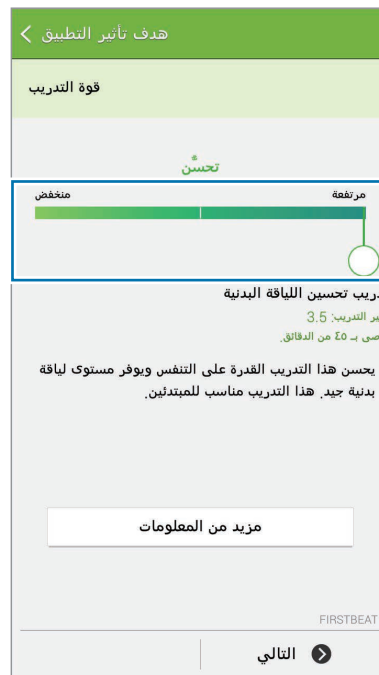 هدف تأثير التطبيق
قوة التدريب
تحسّن
مرتفعة
منخفض
تحسين اللياقة البدنية
التدريب: 3.5
بـ ٤٥ من الدقائق.
يحسن هذا التدريب القدرة على التنفس ويوفر مستوى لياقة
بدنية جيد. هذا التدريب مناسب للمبتدئين.
مزيد من المعلومات
FIRSTBEAT
التالي